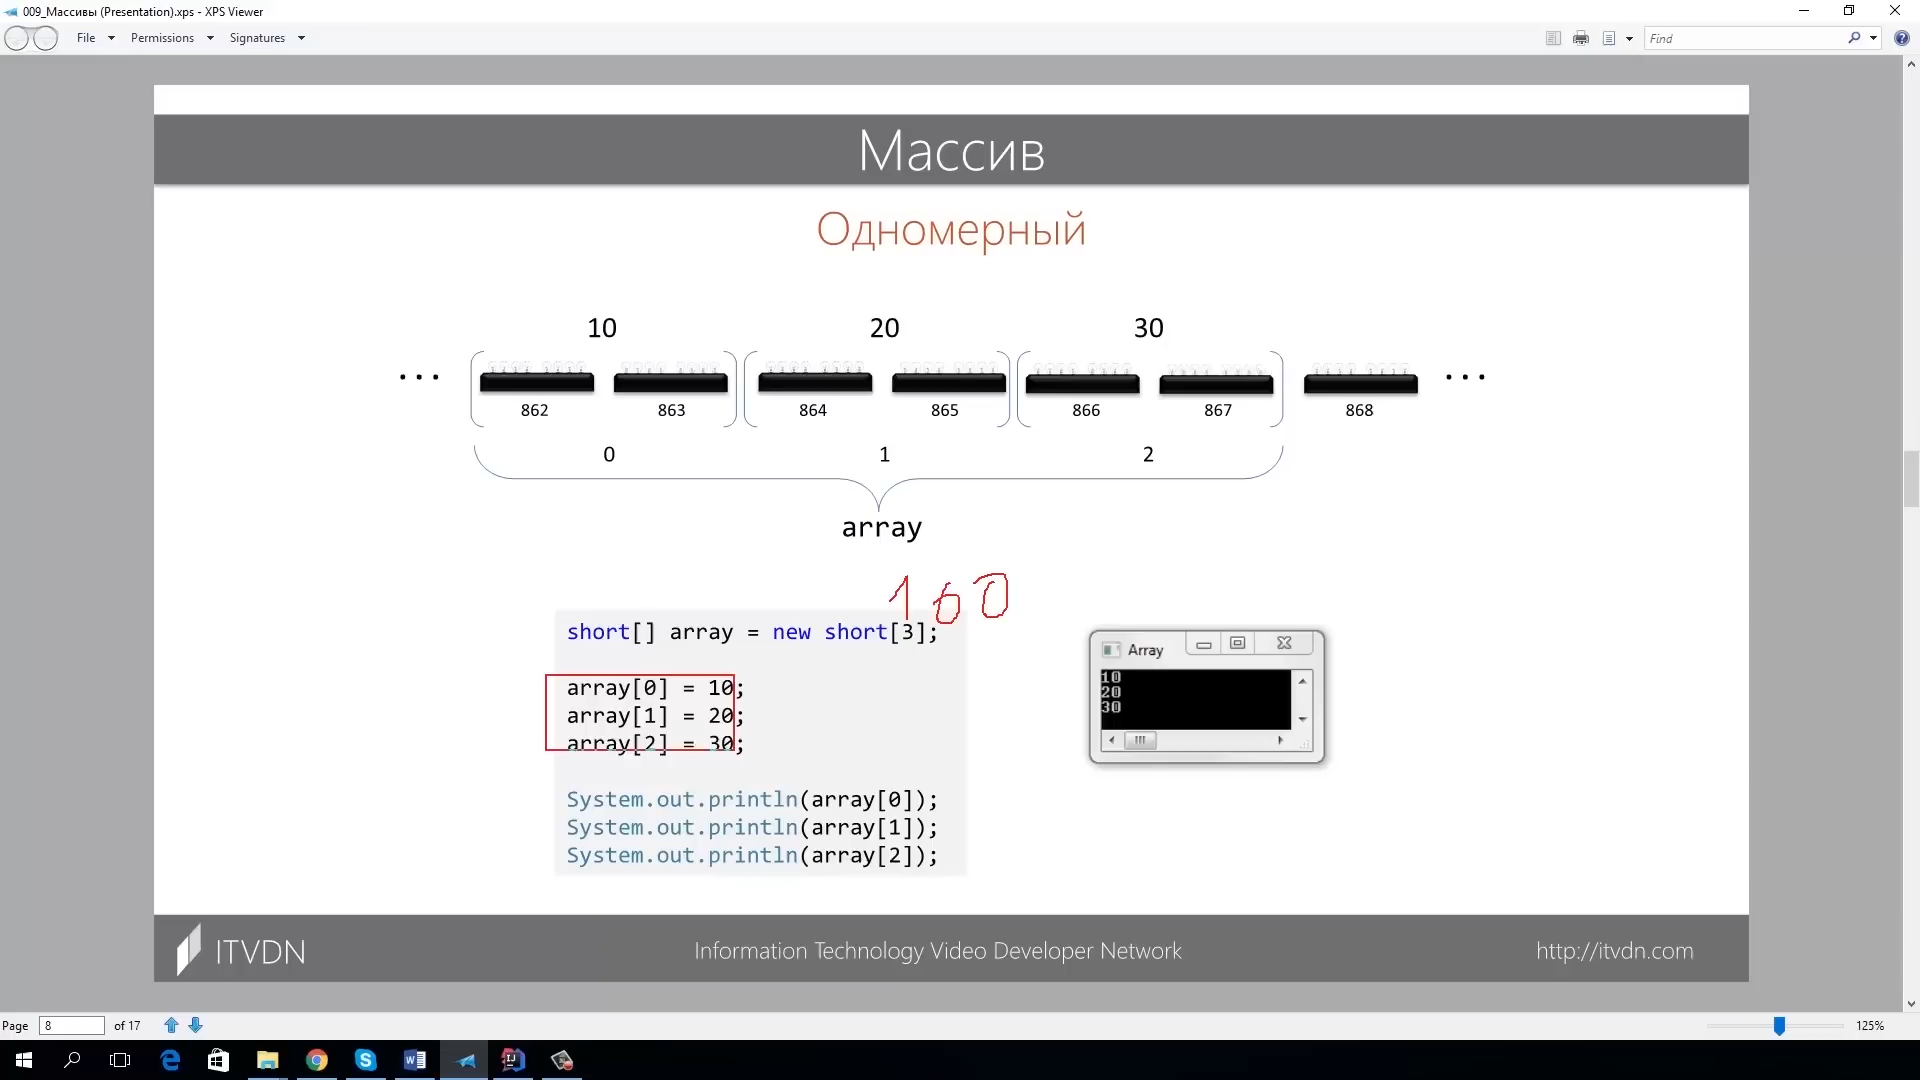 009_Массивы (Presentation).xps - XPS Viewer
File Permissions Signatures Find
Массив
Одномерный
10 20 30
... ...
862 863 864 865 866 867 868
0 1 2
array
100
short[] array = new short[3];
array[0] = 10;
array[1] = 20;
array[2] = 30;
System.out.println(array[0]);
System.out.println(array[1]);
System.out.println(array[2]);
Array
10
20
30
ITVDN Information Technology Video Developer Network http://itvdn.com
Page 8 of 17 125%